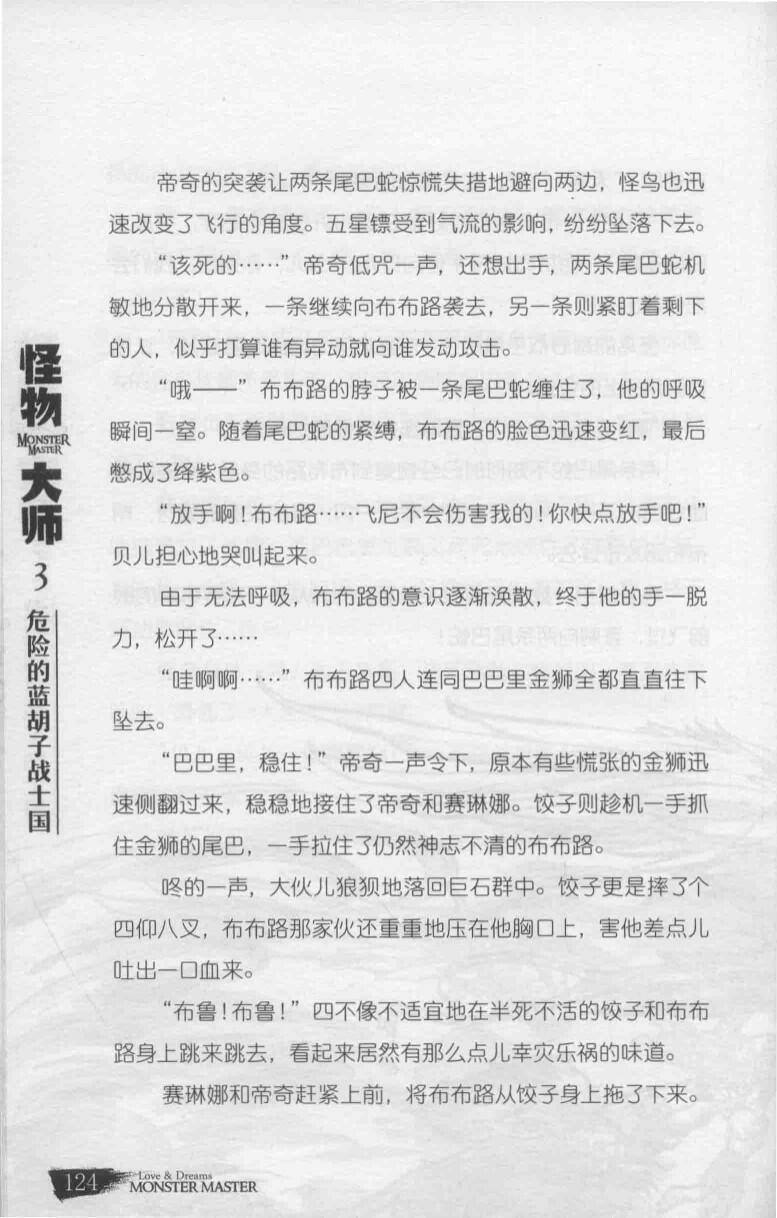 帝奇的突袭让两条尾巴蛇惊慌失措地避向两边，怪鸟也迅
速改变了飞行的角度。五星镖受到气流的影响，纷纷坠落下去。
“该死的……”帝奇低咒一声，还想出手，两条尾巴蛇机
敏地分散开来，一条继续向布布路袭去，另一条则紧盯着剩下
的人，似乎打算谁有异动就向谁发动攻击。
“哦——”布布路的脖子被一条尾巴蛇缠住了，他的呼吸
瞬间一窒。随着尾巴蛇的紧缚，布布路的脸色迅速变红，最后
憋成了绛紫色。
“放手啊！布布路……飞尼不会伤害我的！你快点放手吧！”
贝儿担心地哭叫起来。
由于无法呼吸，布布路的意识逐渐涣散，终于他的手一脱
力，松开了……
“哇啊啊……”布布路四人连同巴巴里金狮全都直直往下
坠去。
“巴巴里，稳住！”帝奇一声令下，原本有些慌张的金狮迅
速侧翻过来，稳稳地接住了帝奇和赛琳娜。饺子则趁机一手抓
住金狮的尾巴，一手拉住了仍然神志不清的布布路。
咚的一声，大伙儿狼狈地落回巨石群中。饺子更是摔了个
四仰八叉，布布路那家伙还重重地压在他胸口上，害他差点儿
吐出一口血来。
“布鲁！布鲁！”四不像不适宜地在半死不活的饺子和布布
路身上跳来跳去，看起来居然有那么点儿幸灾乐祸的味道。
赛琳娜和帝奇赶紧上前，将布布路从饺子身上拖了下来。
怪物
MONSTER
MASTER
大师
3
危险的蓝胡子战士国
124
Love & Dreams
MONSTER MASTER